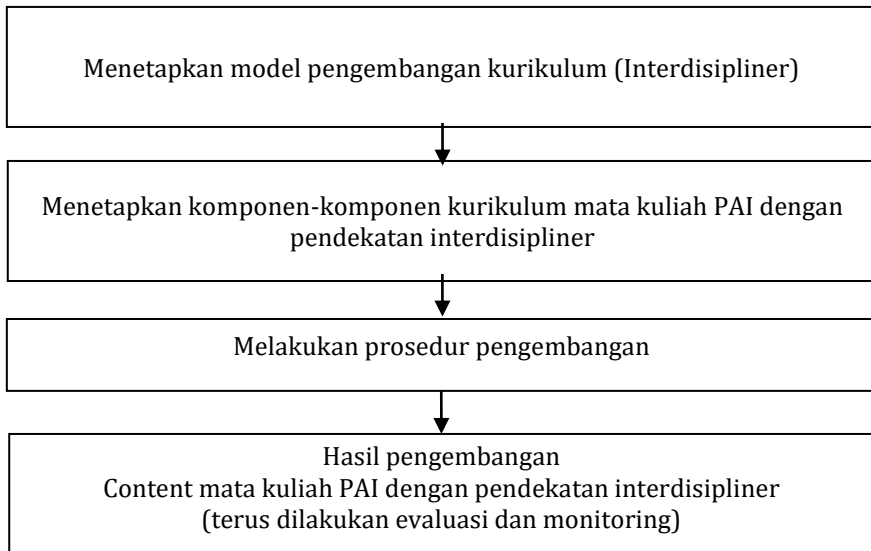 Menetapkan model pengembangan kurikulum (Interdisipliner)
Menetapkan komponen-komponen kurikulum mata kuliah PAI dengan
pendekatan interdisipliner
Melakukan prosedur pengembangan
Hasil pengembangan
Content mata kuliah PAI dengan pendekatan interdisipliner
(terus dilakukan evaluasi dan monitoring)